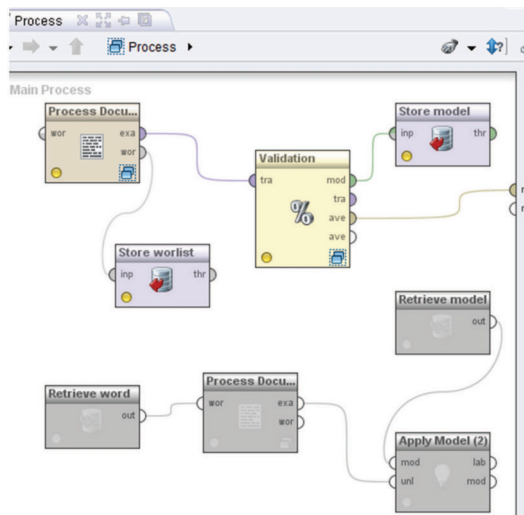 Process
Process
Main Process
Process Docu...
wor exa
wor
Store model
inp thr
Validation
tra mod
tra
ave
%
ave
Store worlist
inp thr
Retrieve model
out
Process Docu...
wor exa
wor
Retrieve word
out
Apply Model (2)
mod lab
unl mod